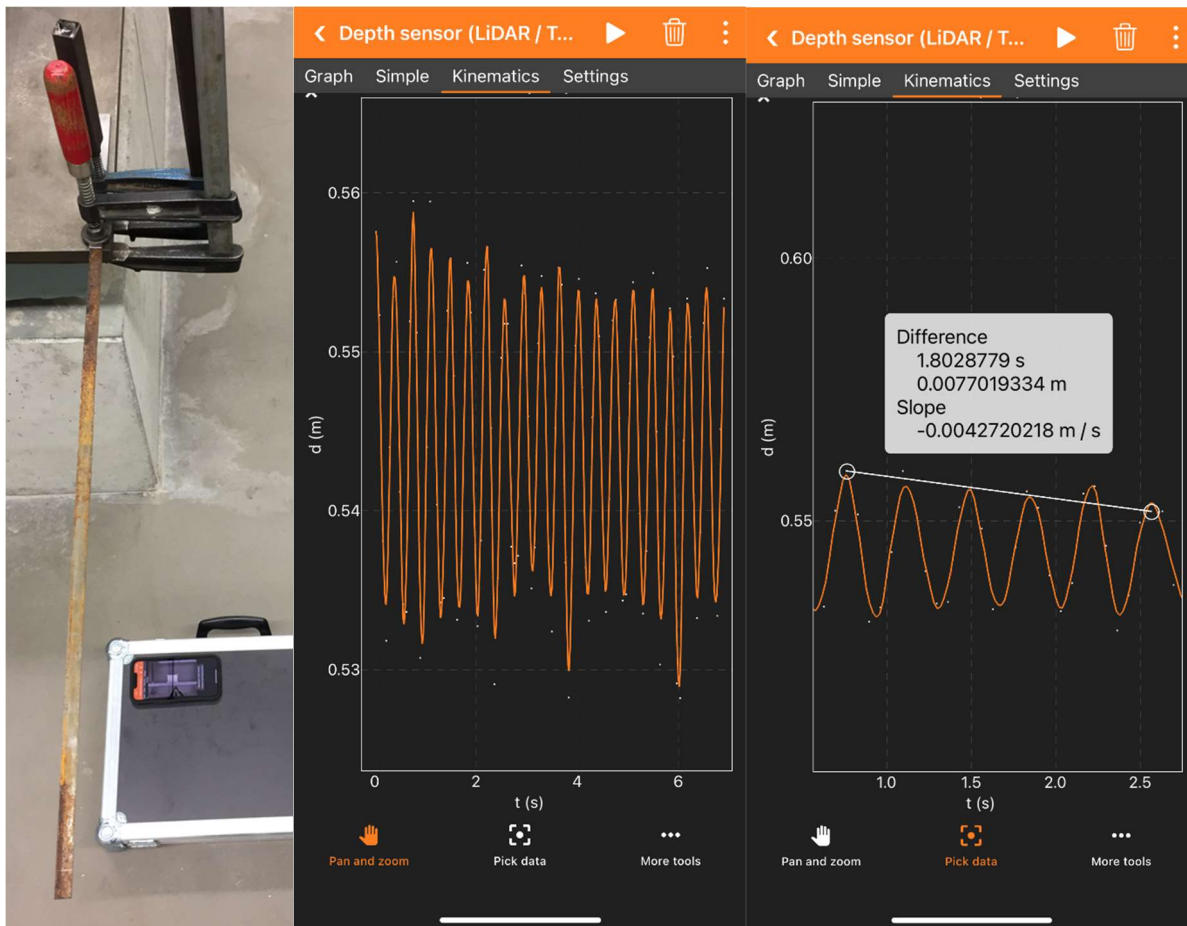 Depth sensor (LiDAR / T...
Graph Simple Kinematics Settings
0.56
0.55
0.54
0.53
d (m)
0 2 4 6
t (s)
Pan and zoom Pick data More tools
Depth sensor (LiDAR / T...
Graph Simple Kinematics Settings
0.60
Difference
1.8028779 s
0.0077019334 m
Slope
-0.0042720218 m / s
d (m)
0.55
1.0 1.5 2.0 2.5
t (s)
Pan and zoom Pick data More tools